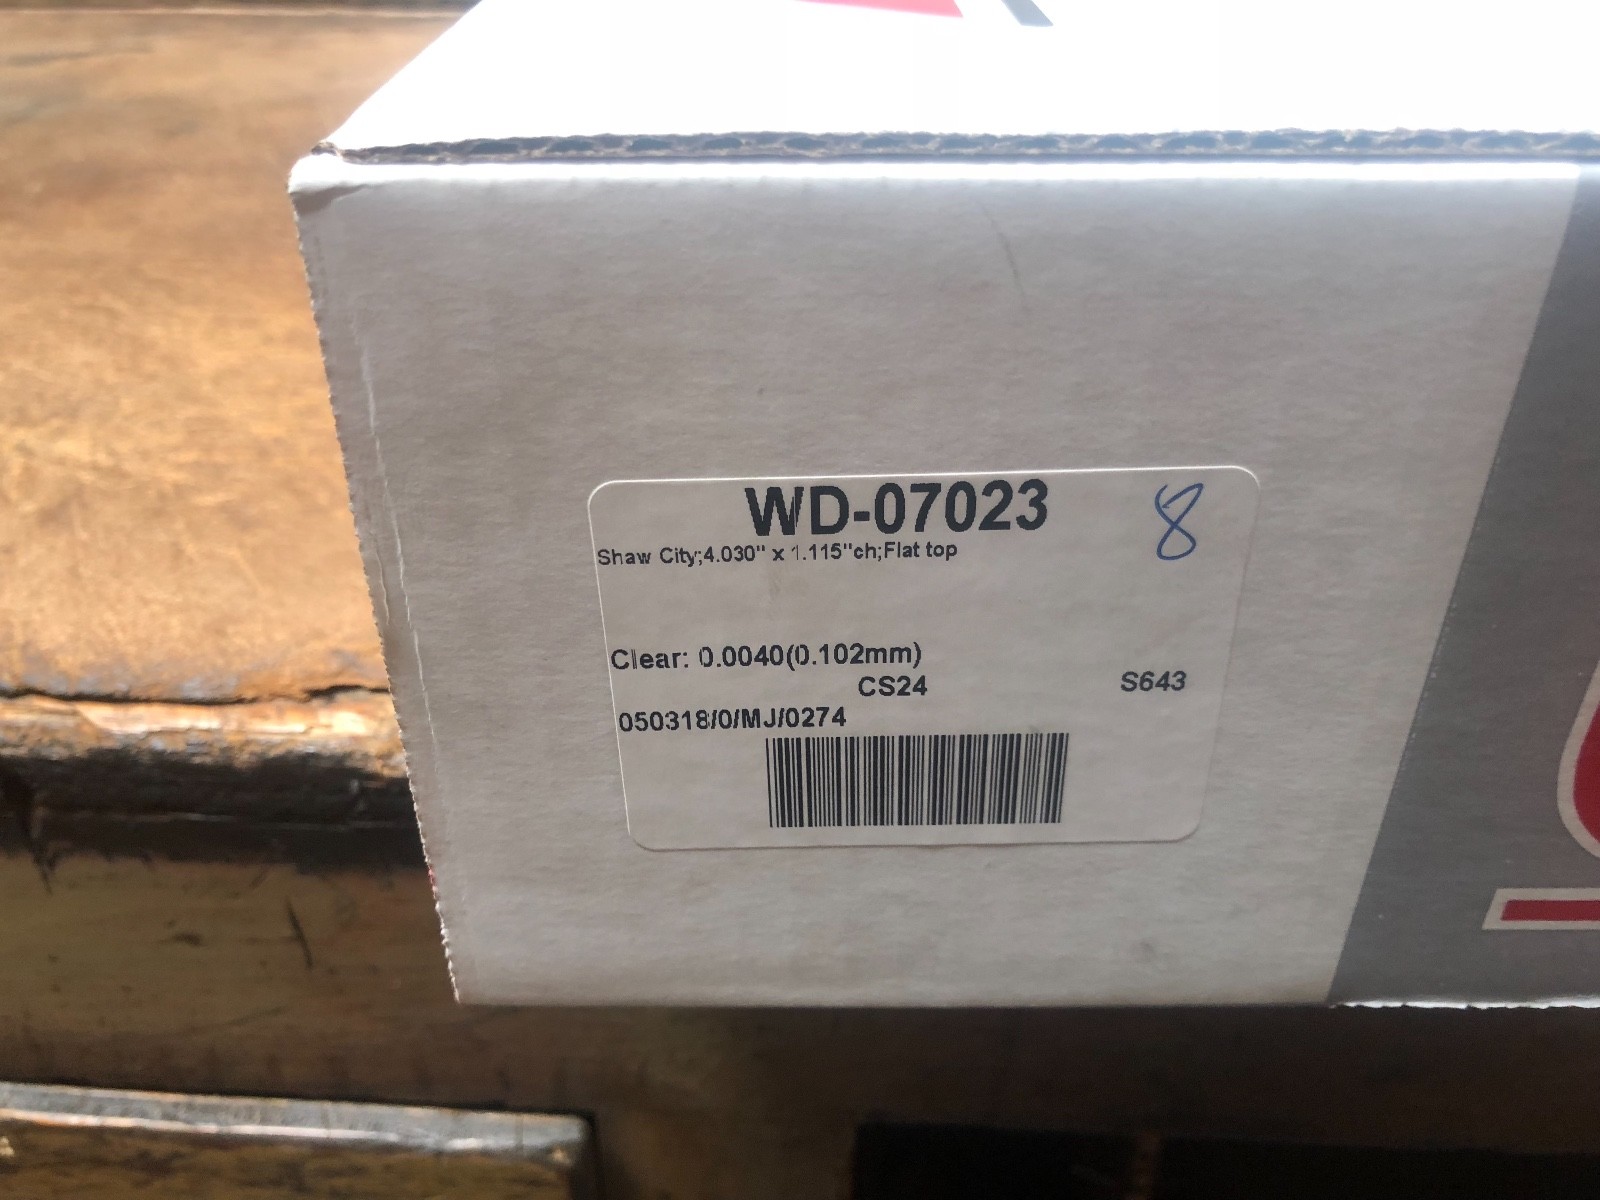 WD-07023
8
Shaw City;4.030" x 1.115"ch;Flat top
Clear: 0.0040(0.102mm)
CS24
S643
050318/0/MJ/0274